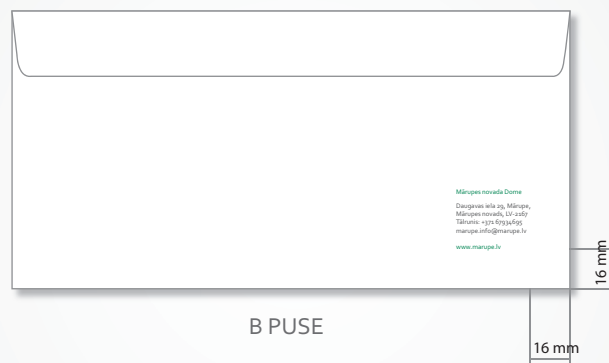 Mārupes novada Dome
Daugavas iela 29, Mārupe,
Mārupes novads, LV-2167
Tālrunis: +371 67934695
marupe.info@marupe.lv
www.marupe.lv
16 mm
B PUSE
16 mm